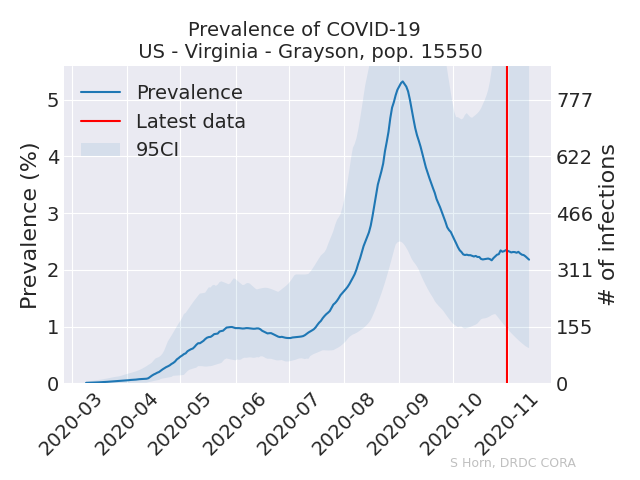 Prevalence of COVID-19
US - Virginia - Grayson, pop. 15550
Prevalence
Latest data
95CI
Prevalence (%)
5
4
3
2
1
0
777
622
466
311
155
0
# of infections
2020-03
2020-04
2020-05
2020-06
2020-07
2020-08
2020-09
2020-10
2020-11
S Horn, DRDC CORA